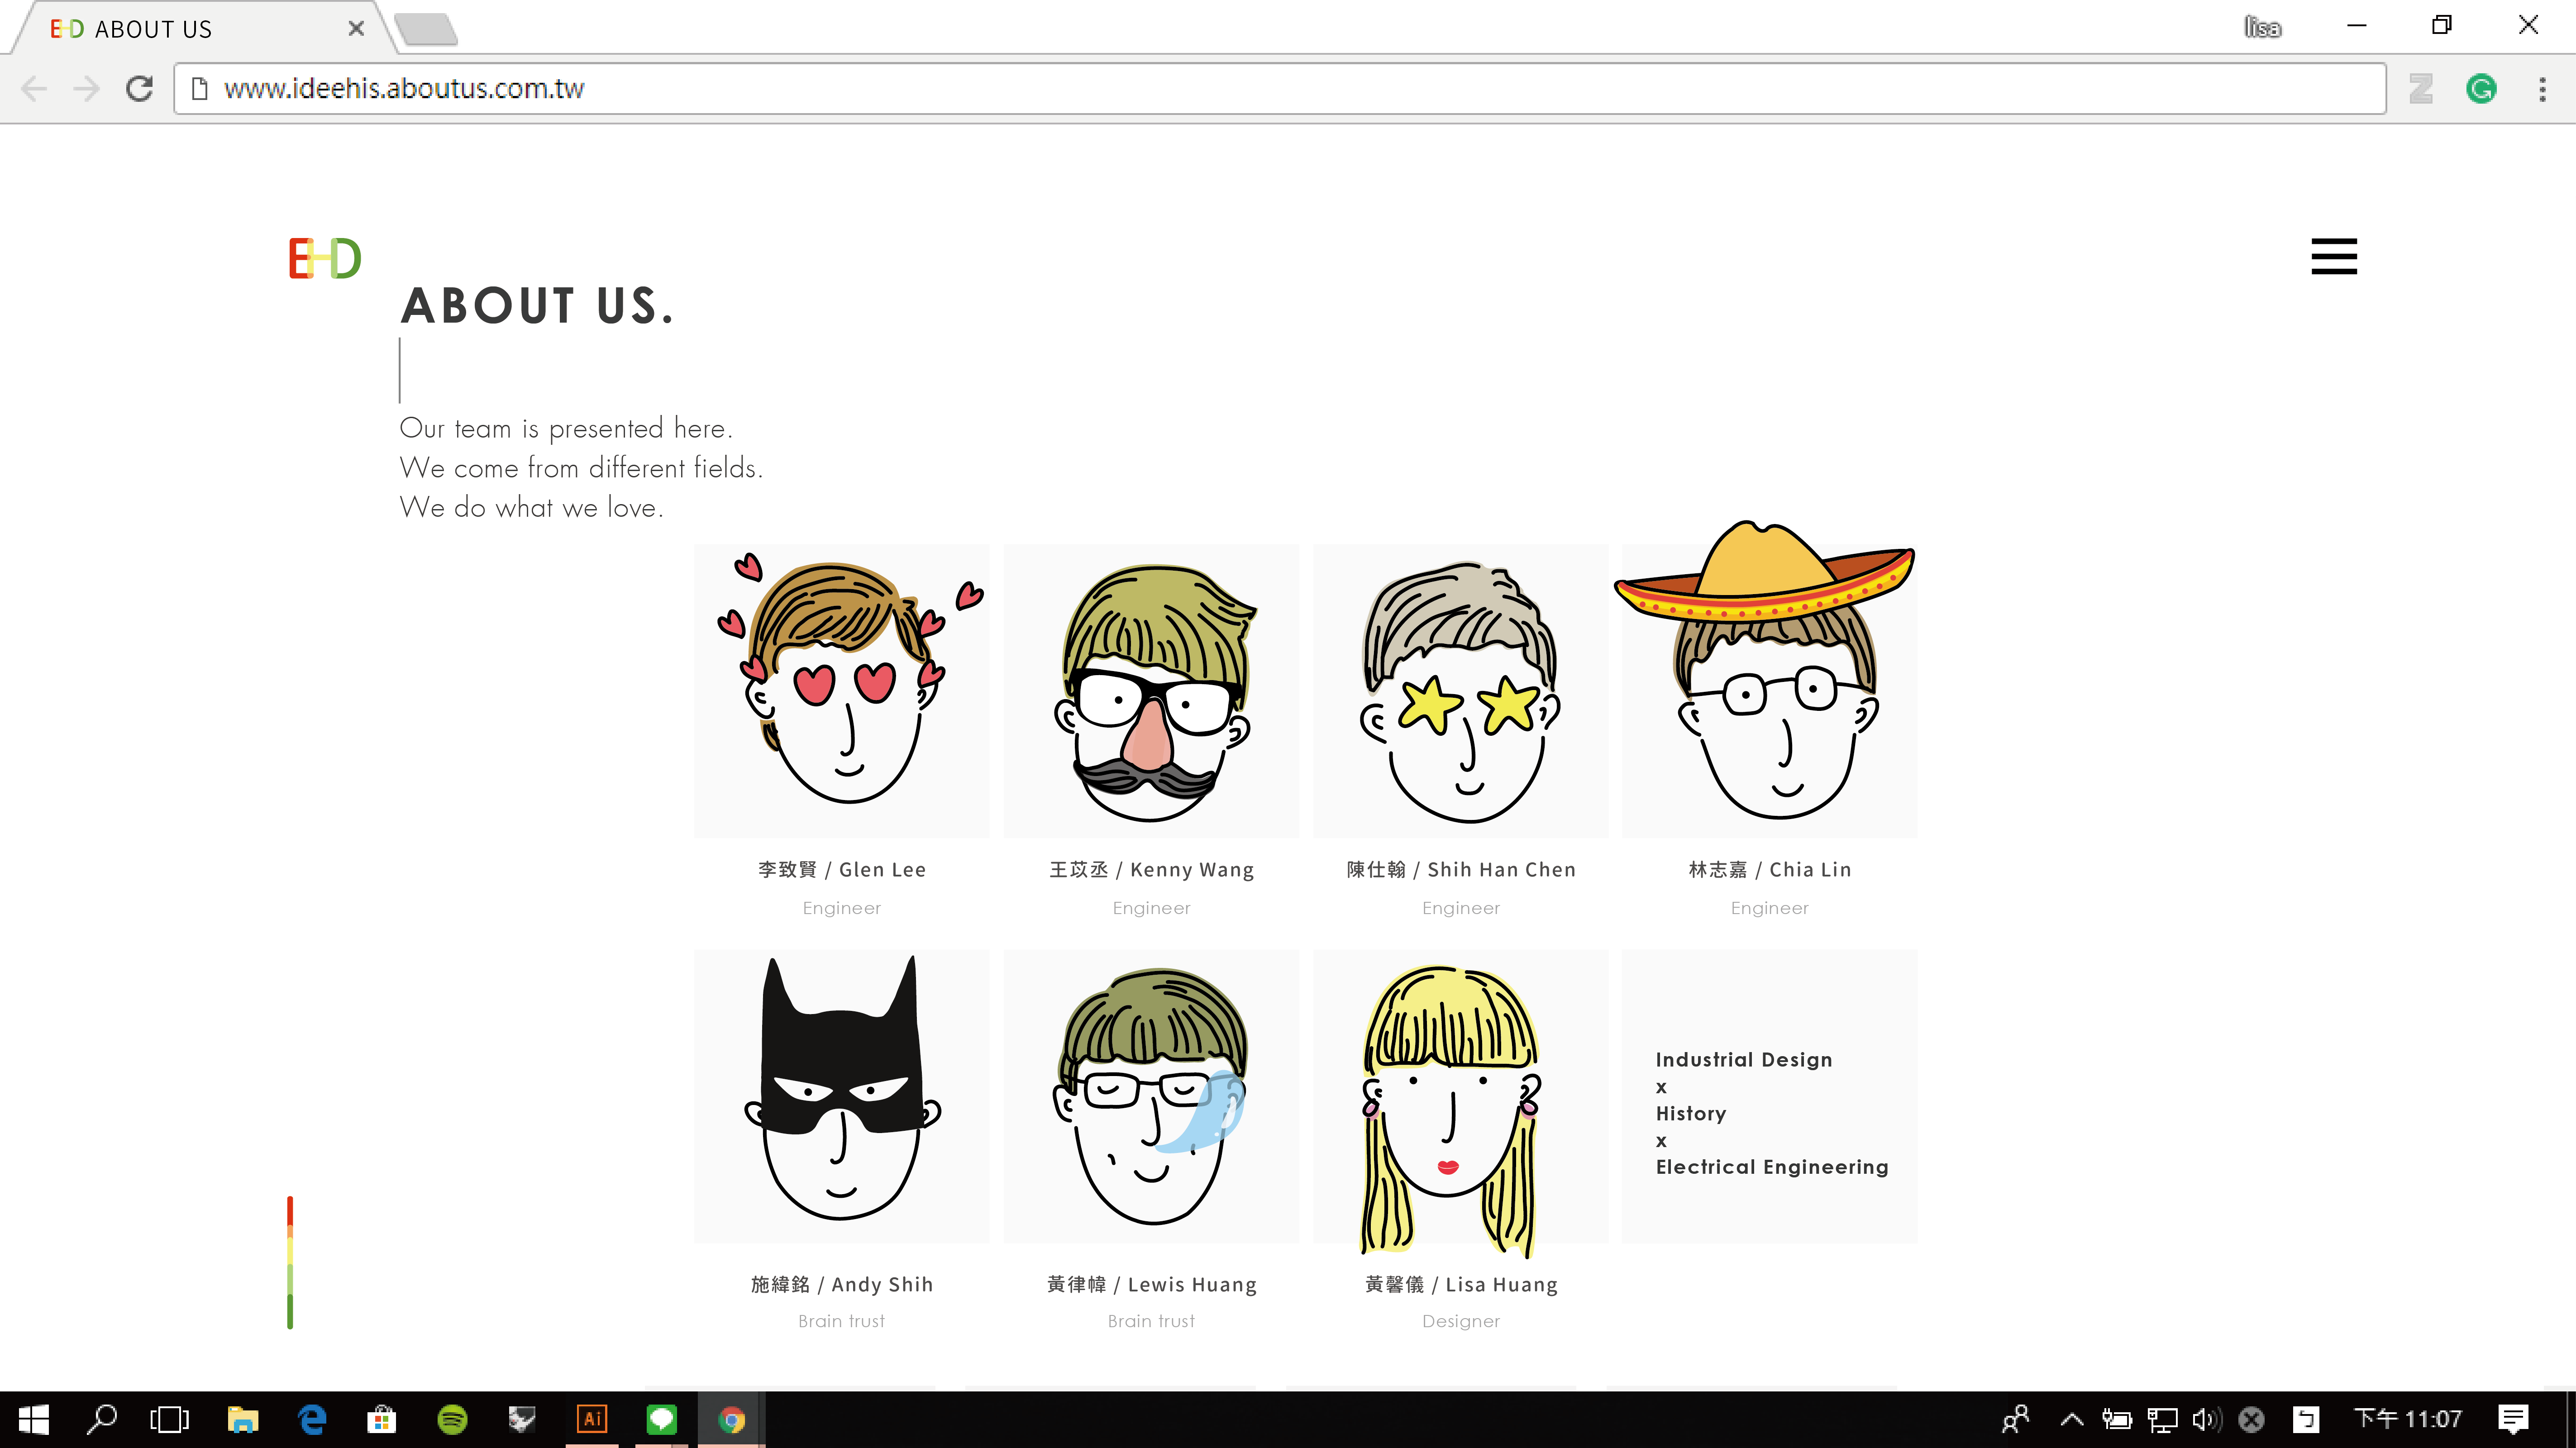 EHD ABOUT US
lisa
www.ideehis.aboutus.com.tw
EHD
ABOUT US.
Our team is presented here.
We come from different fields.
We do what we love.
李致賢 / Glen Lee
Engineer
王苡丞 / Kenny Wang
Engineer
陳仕翰 / Shih Han Chen
Engineer
林志嘉 / Chia Lin
Engineer
施緯銘 / Andy Shih
Brain trust
黃律幃 / Lewis Huang
Brain trust
黃馨儀 / Lisa Huang
Designer
Industrial Design
x
History
x
Electrical Engineering
Ai
ㄅ
下午 11:07